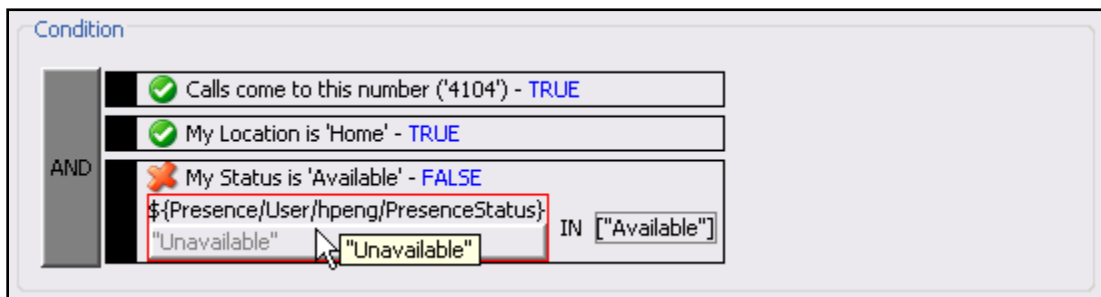 Condition
Calls come to this number ('4104') - TRUE
My Location is 'Home' - TRUE
AND
My Status is 'Available' - FALSE
${Presence/User/hpeng/PresenceStatus}
IN ["Available"]
"Unavailable"
"Unavailable"